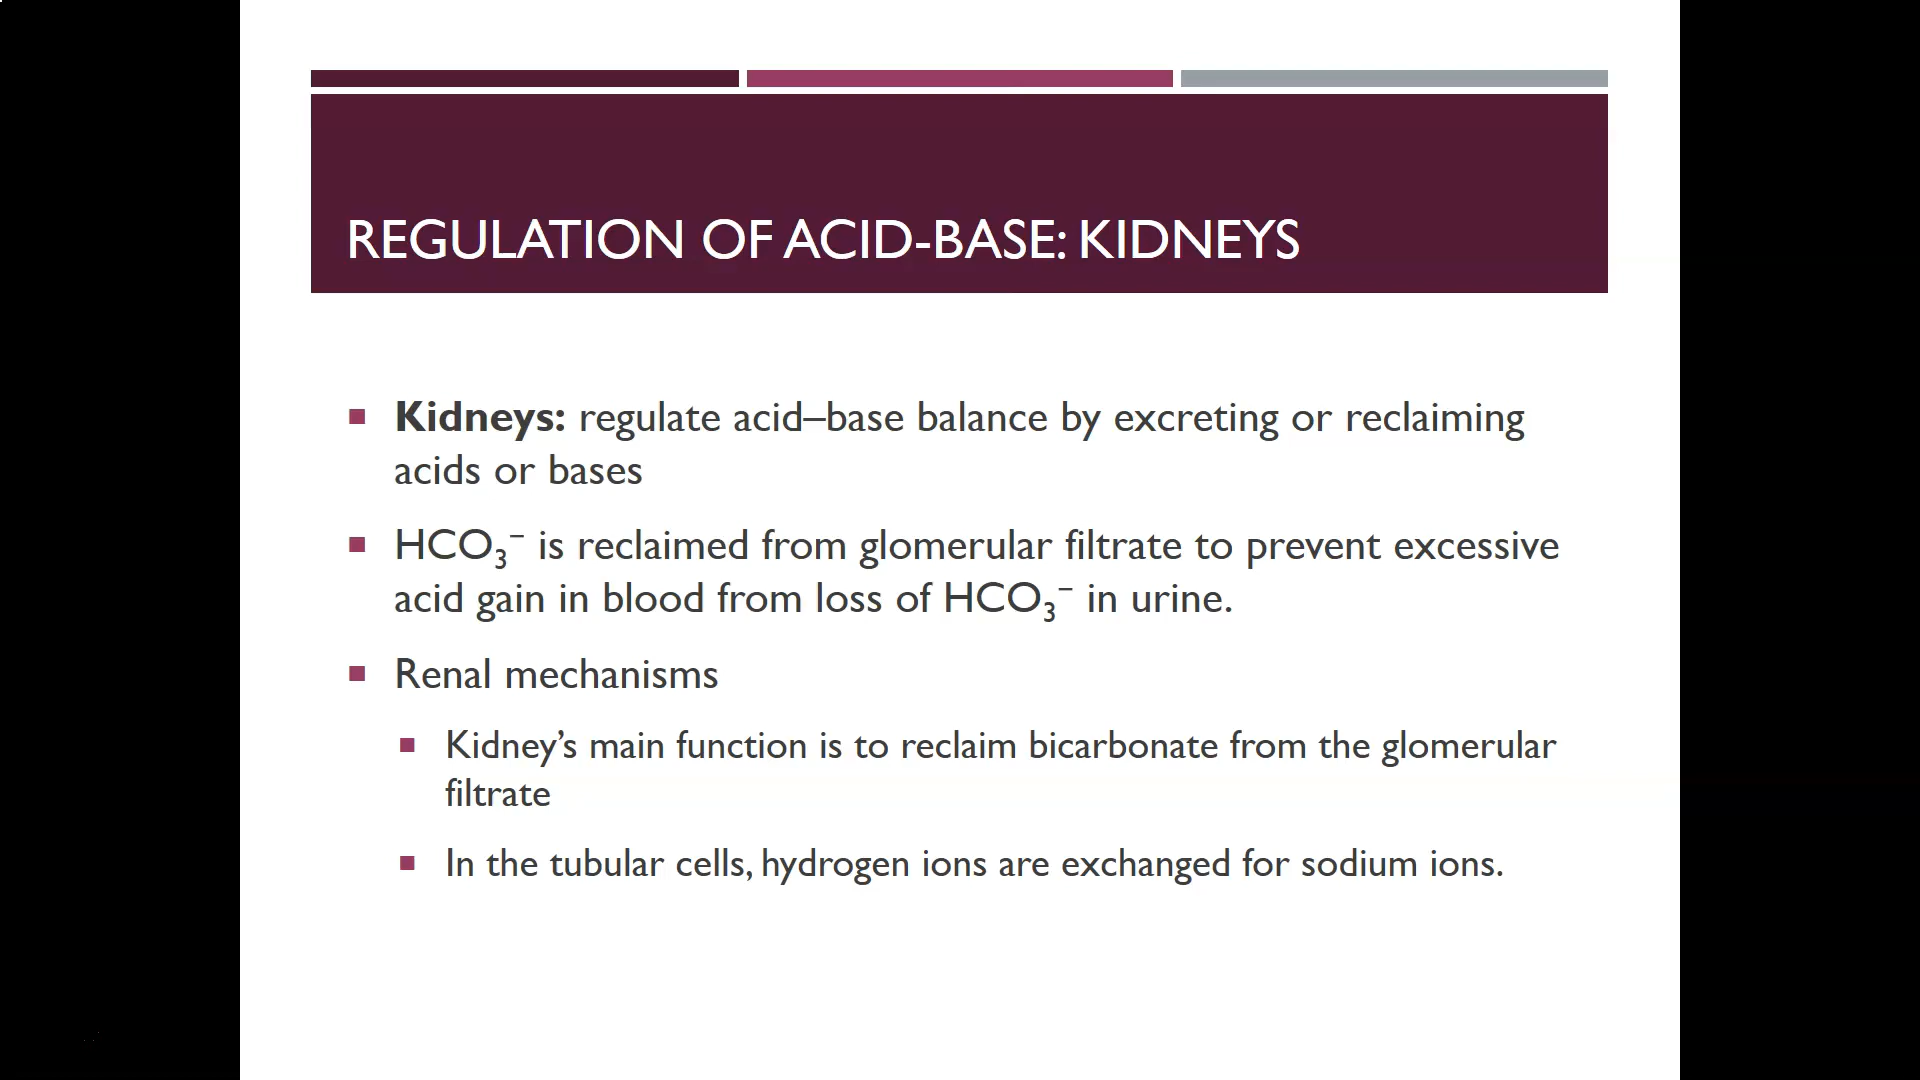 REGULATION OF ACID-BASE: KIDNEYS
Kidneys: regulate acid–base balance by excreting or reclaiming
acids or bases
HCO₃⁻ is reclaimed from glomerular filtrate to prevent excessive
acid gain in blood from loss of HCO₃⁻ in urine.
Renal mechanisms
Kidney’s main function is to reclaim bicarbonate from the glomerular
filtrate
In the tubular cells, hydrogen ions are exchanged for sodium ions.